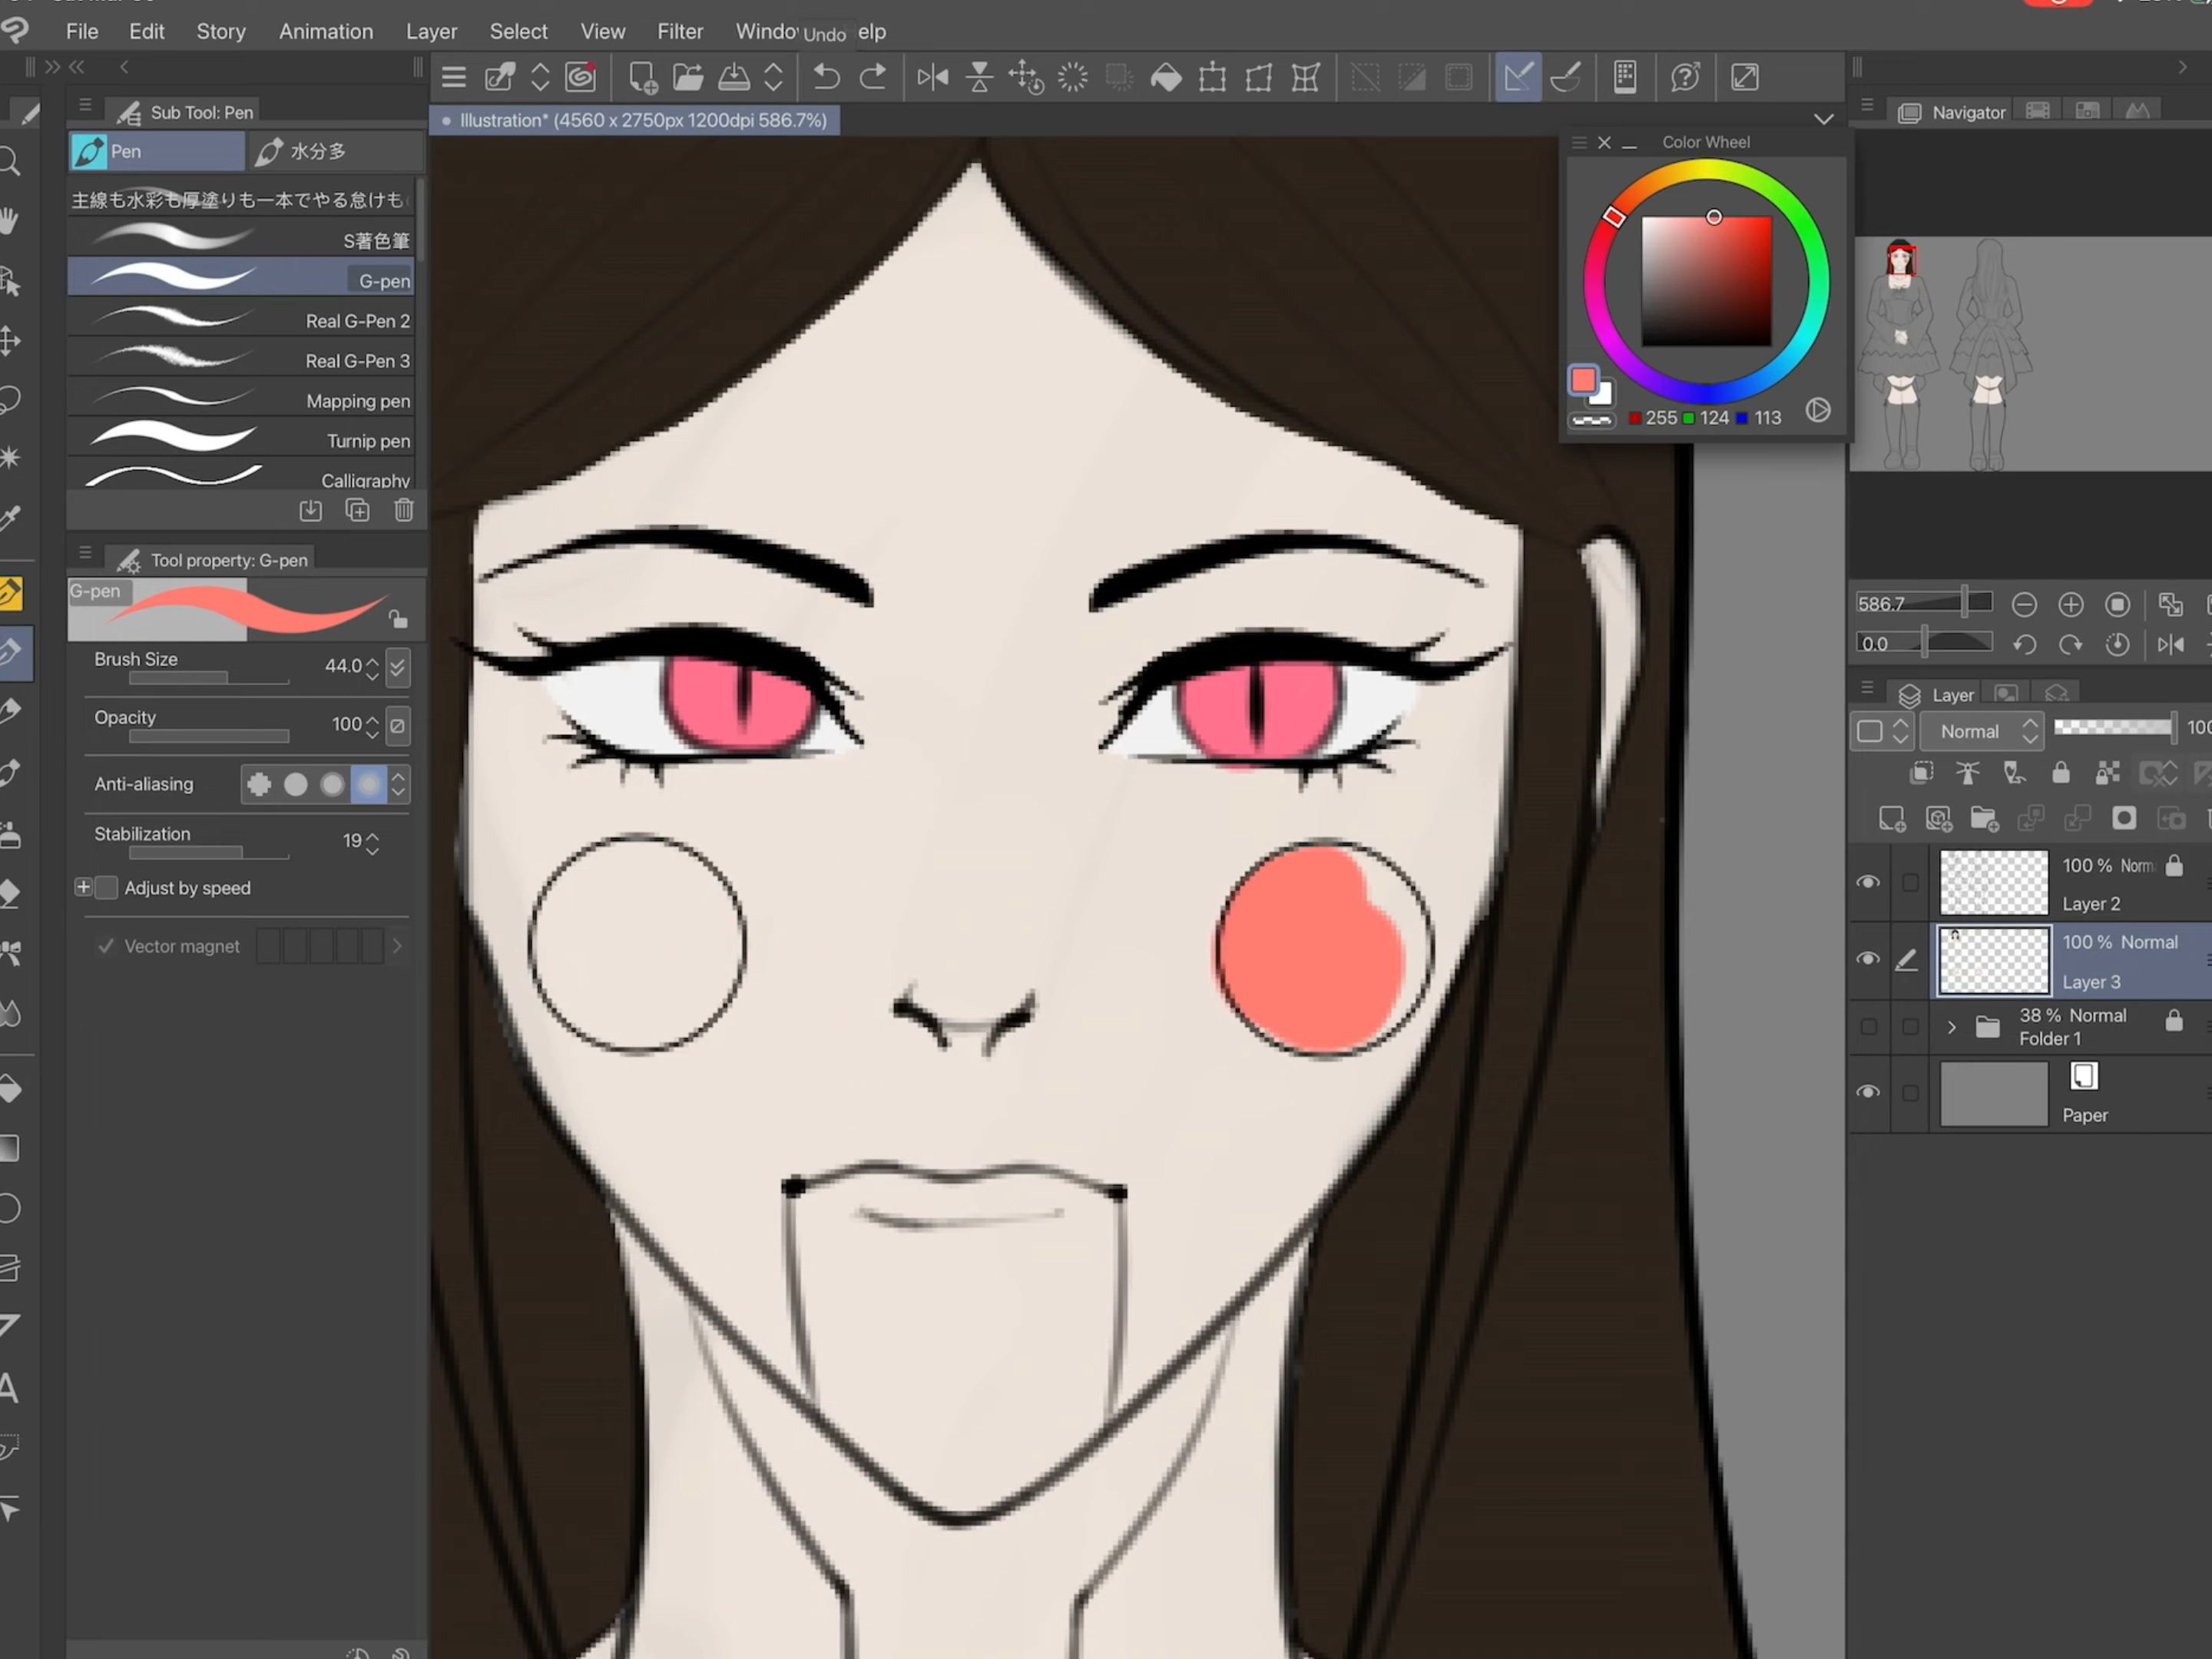 File Edit Story Animation Layer Select View Filter Undo elp
Sub Tool: Pen
Navigator
Illustration* (4560 x 2750px 1200dpi 586.7%)
Color Wheel
Pen 水分多
主線も水彩も厚塗りも一本でやる怠けも
S著色筆
G-pen
Real G-Pen 2
Real G-Pen 3
Mapping pen
Turnip pen
Calligraphy
255 124 113
Tool property: G-pen
G-pen
Brush Size 44.0
Opacity 100
Anti-aliasing
Stabilization 19
Adjust by speed
Vector magnet
586.7
0.0
Layer
Normal 100
100 % Norm
Layer 2
100 % Normal
Layer 3
38 % Normal
Folder 1
Paper